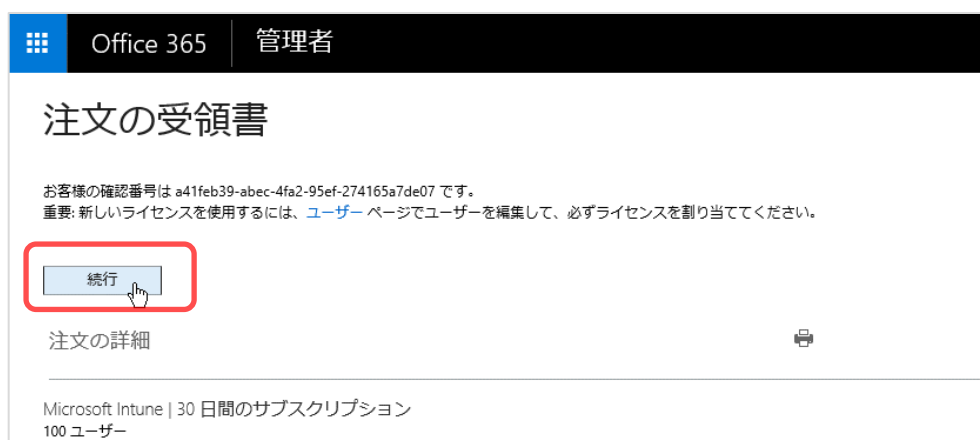 Office 365 管理者
注文の受領書
お客様の確認番号は a41feb39-abec-4fa2-95ef-274165a7de07 です。
重要: 新しいライセンスを使用するには、ユーザー ページでユーザーを編集して、必ずライセンスを割り当ててください。
続行
注文の詳細
Microsoft Intune | 30 日間のサブスクリプション
100 ユーザー